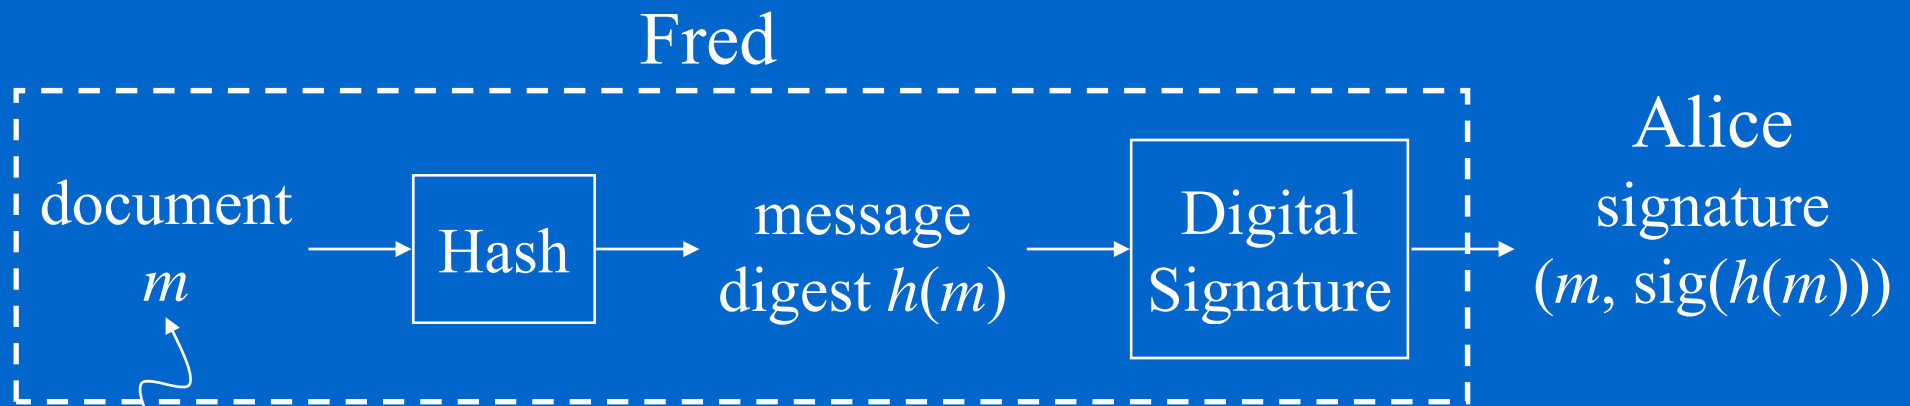 Fred
document
m
Hash
message
digest h(m)
Digital
Signature
Alice
signature
(m, sig(h(m)))